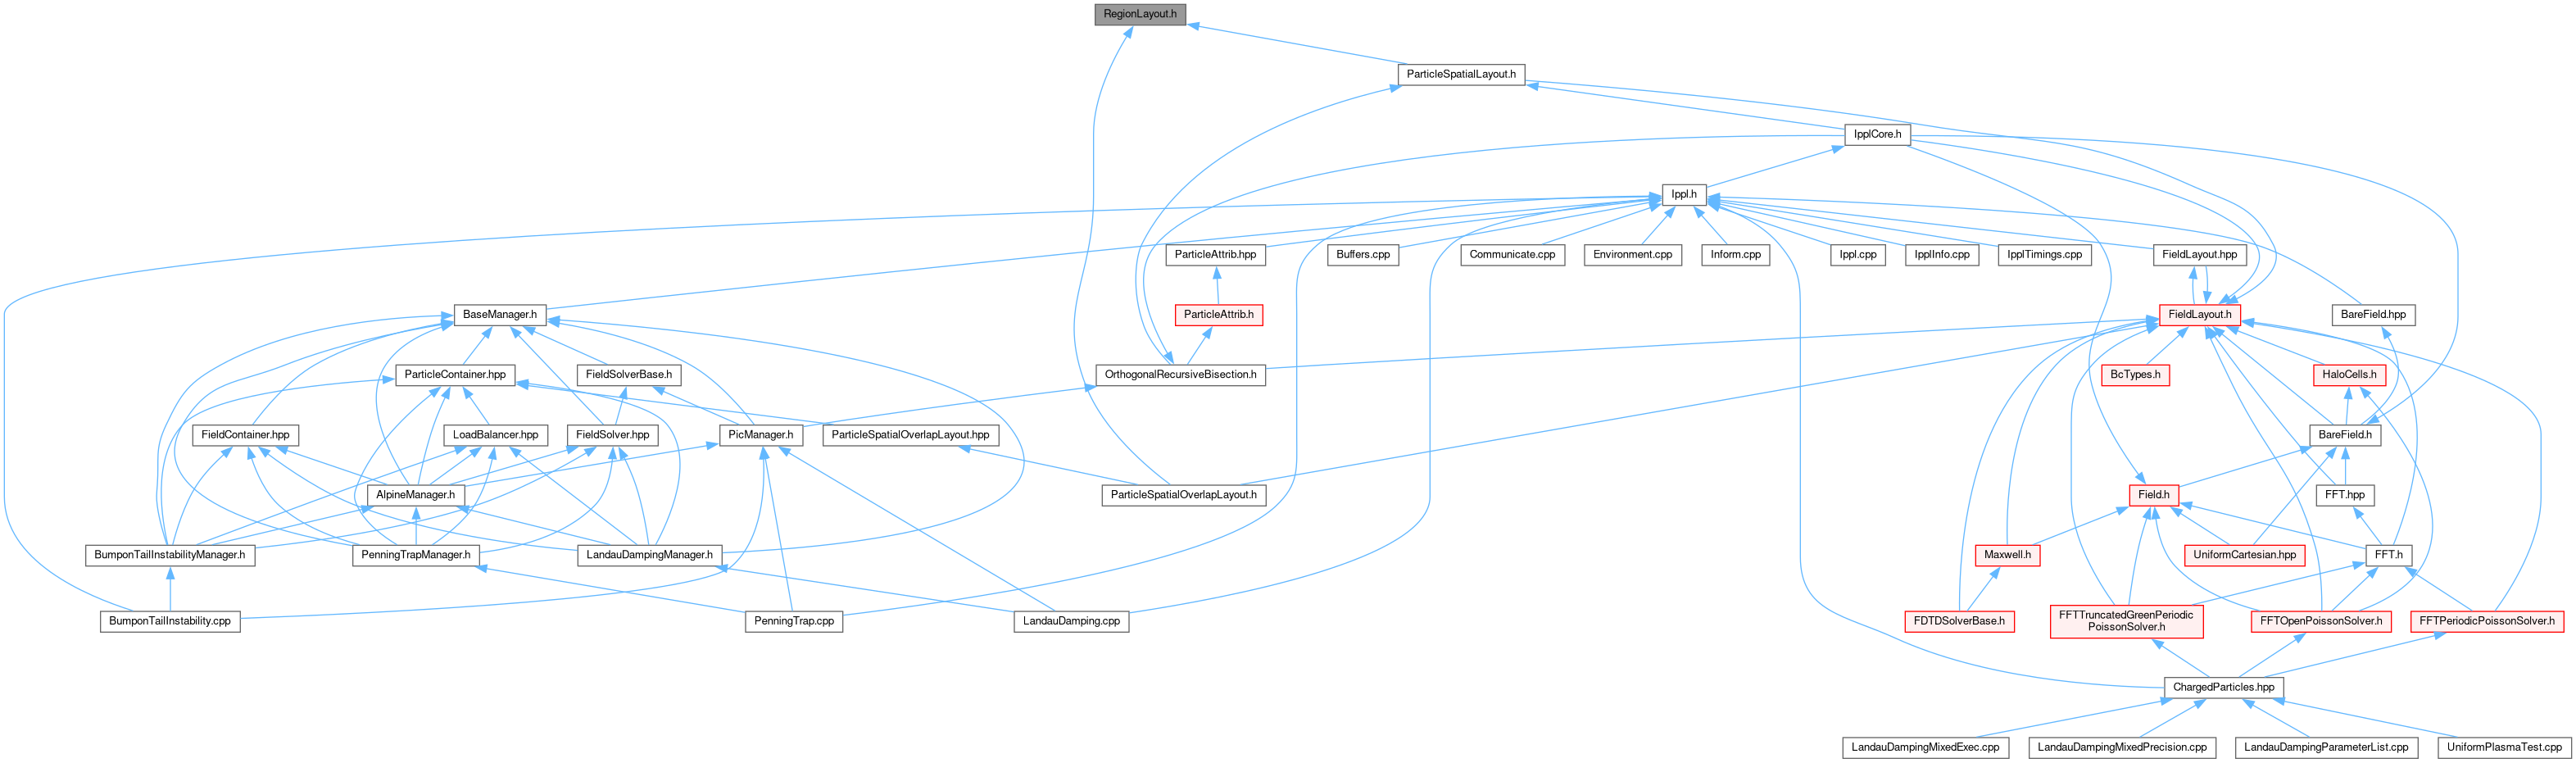 RegionLayout.h
ParticleSpatialLayout.h
IpplCore.h
Ippl.h
ParticleAttrib.hpp
Buffers.cpp
Communicate.cpp
Environment.cpp
Inform.cpp
Ippl.cpp
IpplInfo.cpp
IpplTimings.cpp
FieldLayout.hpp
BaseManager.h
ParticleAttrib.h
FieldLayout.h
BareField.hpp
ParticleContainer.hpp
FieldSolverBase.h
OrthogonalRecursiveBisection.h
BcTypes.h
HaloCells.h
FieldContainer.hpp
LoadBalancer.hpp
FieldSolver.hpp
PicManager.h
ParticleSpatialOverlapLayout.hpp
BareField.h
AlpineManager.h
ParticleSpatialOverlapLayout.h
Field.h
FFT.hpp
BumponTailInstabilityManager.h
PenningTrapManager.h
LandauDampingManager.h
Maxwell.h
UniformCartesian.hpp
FFT.h
BumponTailInstability.cpp
PenningTrap.cpp
LandauDamping.cpp
FDTDSolverBase.h
FFTTruncatedGreenPeriodic
PoissonSolver.h
FFTOpenPoissonSolver.h
FFTPeriodicPoissonSolver.h
ChargedParticles.hpp
LandauDampingMixedExec.cpp
LandauDampingMixedPrecision.cpp
LandauDampingParameterList.cpp
UniformPlasmaTest.cpp